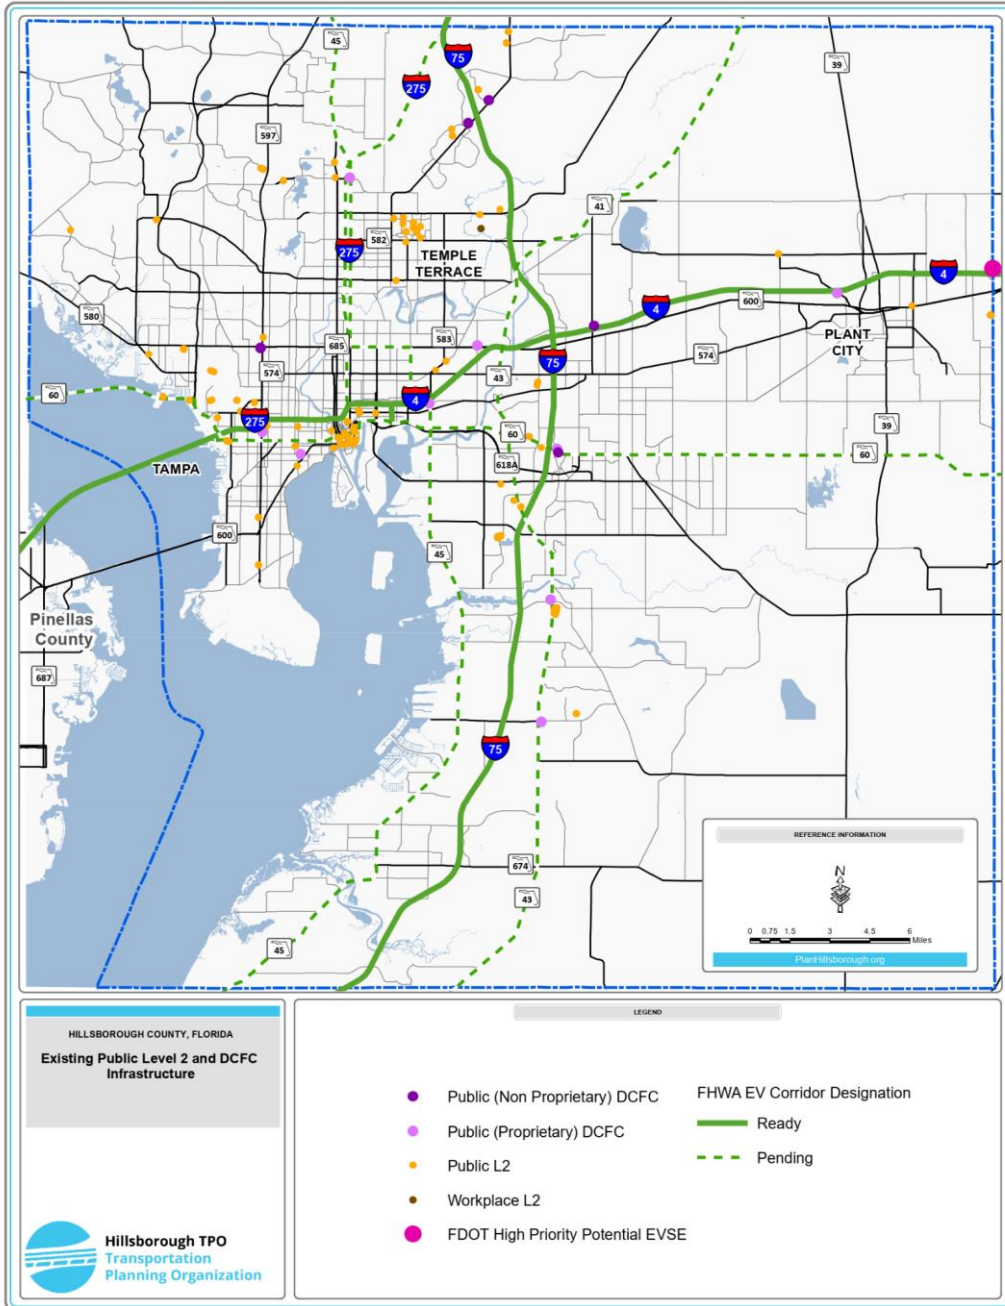 45
75
275
39
597
41
582
275
TEMPLE
TERRACE
4
4
600
580
583
685
PLANT
CITY
574
574
75
43
60
4
275
39
60
60
618A
TAMPA
600
45
Pinellas
County
687
75
674
43
45
REFERENCE INFORMATION
N
0 0.75 1.5 3 4.5 6
Miles
PlanHillsborough.org
HILLSBOROUGH COUNTY, FLORIDA
Existing Public Level 2 and DCFC
Infrastructure
Hillsborough TPO
Transportation
Planning Organization
LEGEND
Public (Non Proprietary) DCFC
Public (Proprietary) DCFC
Public L2
Workplace L2
FDOT High Priority Potential EVSE
FHWA EV Corridor Designation
Ready
Pending